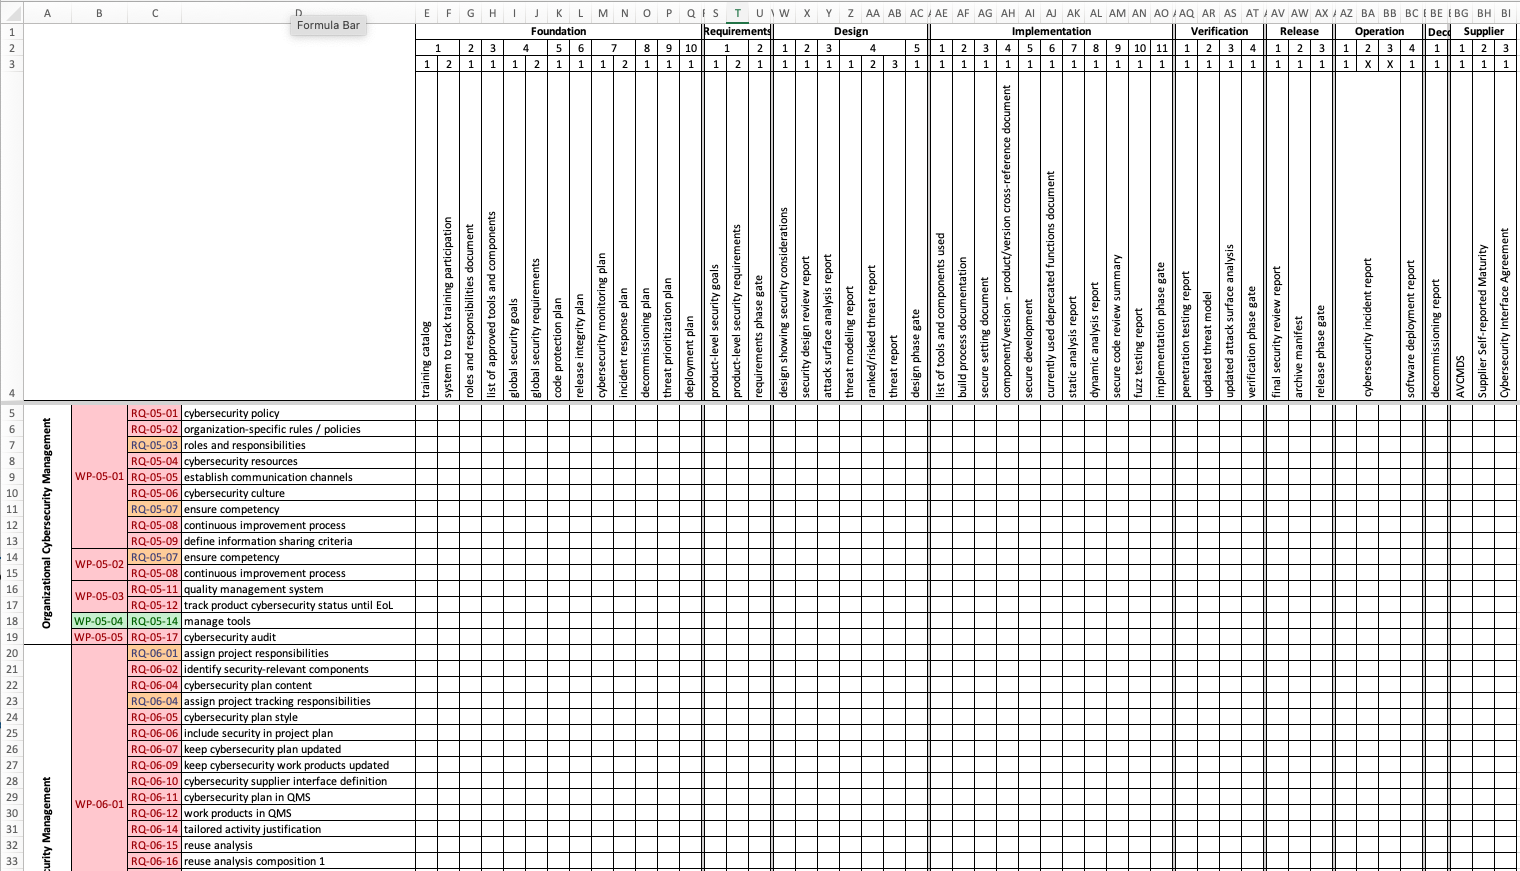 A B C D E F G H I J K L M N O P Q R S T U V W X Y Z AA AB AC AE AF AG AH AI AJ AK AL AM AN AO AQ AR AS AT AV AW AX AZ BA BB BC BE BG BH BI
Formula Bar
1 Foundation Requirements Design Implementation Verification Release Operation Deco Supplier
2 1 2 3 4 5 6 7 8 9 10 1 2 1 2 3 4 5 1 2 3 4 5 6 7 8 9 10 11 1 2 3 4 1 2 3 1 2 3 4 1 1 2 3
3 1 2 1 1 1 2 1 1 1 2 1 1 1 1 2 1 1 1 1 1 2 3 1 1 1 1 1 1 1 1 1 1 1 1 1 1 1 1 1 1 1 1 X X 1 1 1 1 1
4
training catalog
system to track training participation
roles and responsibilities document
list of approved tools and components
global security goals
global security requirements
code protection plan
release integrity plan
cybersecurity monitoring plan
incident response plan
decommissioning plan
threat prioritization plan
deployment plan
product-level security goals
product-level security requirements
requirements phase gate
design showing security considerations
security design review report
attack surface analysis report
threat modeling report
ranked/risked threat report
threat report
design phase gate
list of tools and components used
build process documentation
secure setting document
component/version - product/version cross-reference document
secure development
currently used deprecated functions document
static analysis report
dynamic analysis report
secure code review summary
fuzz testing report
implementation phase gate
penetration testing report
updated threat model
updated attack surface analysis
verification phase gate
final security review report
archive manifest
release phase gate
cybersecurity incident report
software deployment report
decommissioning report
AVCMDS
Supplier Self-reported Maturity
Cybersecurity Interface Agreement
Organizational Cybersecurity Management
5 RQ-05-01 cybersecurity policy
6 RQ-05-02 organization-specific rules / policies
7 RQ-05-03 roles and responsibilities
8 RQ-05-04 cybersecurity resources
9 WP-05-01 RQ-05-05 establish communication channels
10 RQ-05-06 cybersecurity culture
11 RQ-05-07 ensure competency
12 RQ-05-08 continuous improvement process
13 RQ-05-09 define information sharing criteria
14 WP-05-02 RQ-05-07 ensure competency
15 RQ-05-08 continuous improvement process
16 WP-05-03 RQ-05-11 quality management system
17 RQ-05-12 track product cybersecurity status until EoL
18 WP-05-04 RQ-05-14 manage tools
19 WP-05-05 RQ-05-17 cybersecurity audit
20 RQ-06-01 assign project responsibilities
21 RQ-06-02 identify security-relevant components
22 RQ-06-04 cybersecurity plan content
23 RQ-06-04 assign project tracking responsibilities
24 RQ-06-05 cybersecurity plan style
25 RQ-06-06 include security in project plan
26 RQ-06-07 keep cybersecurity plan updated
27 RQ-06-09 keep cybersecurity work products updated
28 RQ-06-10 cybersecurity supplier interface definition
29 WP-06-01 RQ-06-11 cybersecurity plan in QMS
30 RQ-06-12 work products in QMS
31 RQ-06-14 tailored activity justification
32 RQ-06-15 reuse analysis
33 RQ-06-16 reuse analysis composition 1
curity Management